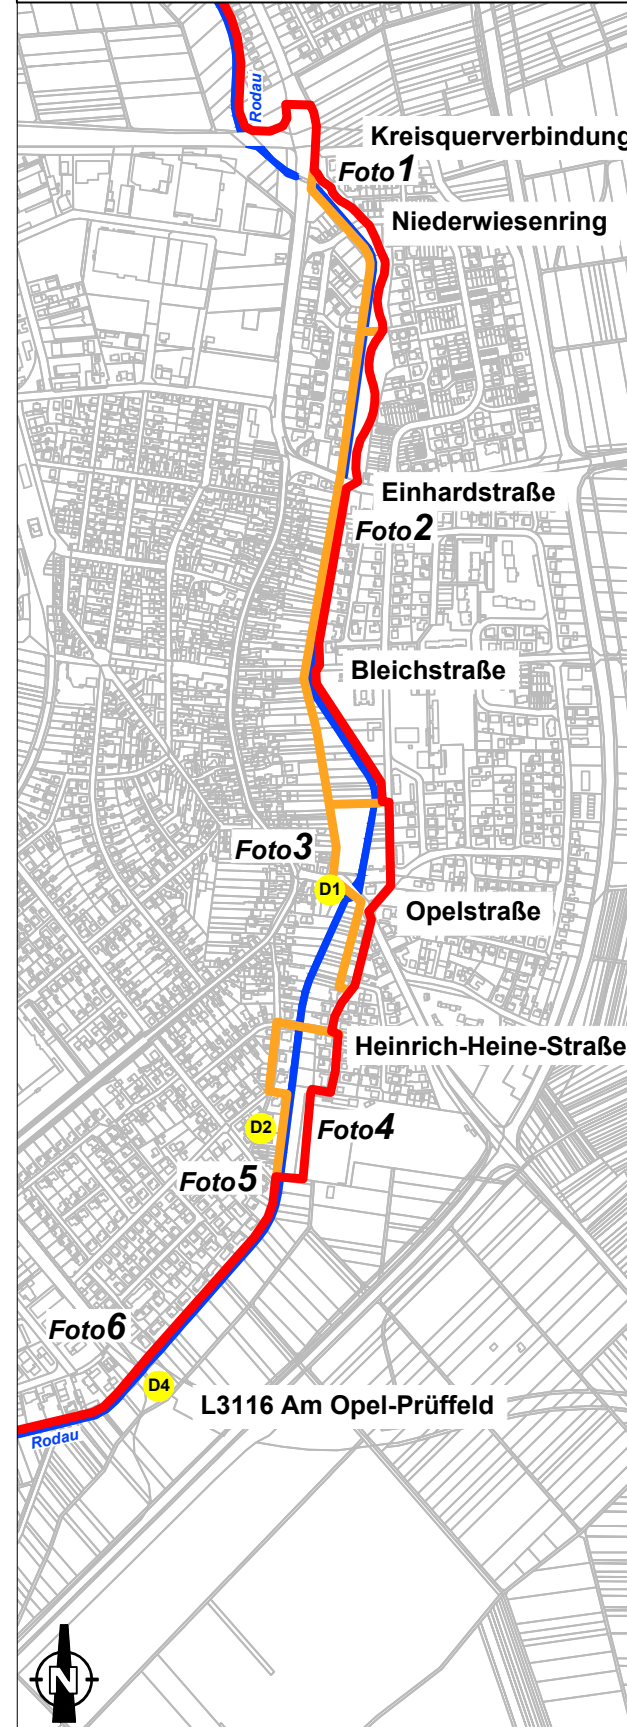 Rodau
Kreisquerverbindung
Foto1
Niederwiesenring
Einhardstraße
Foto2
Bleichstraße
Foto3
D1
Opelstraße
Heinrich-Heine-Straße
D2
Foto4
Foto5
Foto6
D4
L3116 Am Opel-Prüffeld
Rodau
N